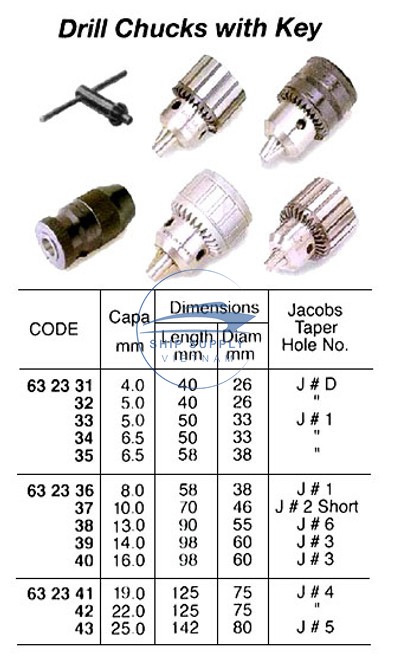 Drill Chucks with Key
CODE Capa mm Dimensions Length mm Diam mm Jacobs Taper Hole No.
SHIP SUPPLY
VIETNAM
63 23 31 4.0 40 26 J # D
32 5.0 40 26 "
33 5.0 50 33 J # 1
34 6.5 50 33 "
35 6.5 58 38 "
63 23 36 8.0 58 38 J # 1
37 10.0 70 46 J # 2 Short
38 13.0 90 55 J # 6
39 14.0 98 60 J # 3
40 16.0 98 60 J # 3
63 23 41 19.0 125 75 J # 4
42 22.0 125 75 "
43 25.0 142 80 J # 5